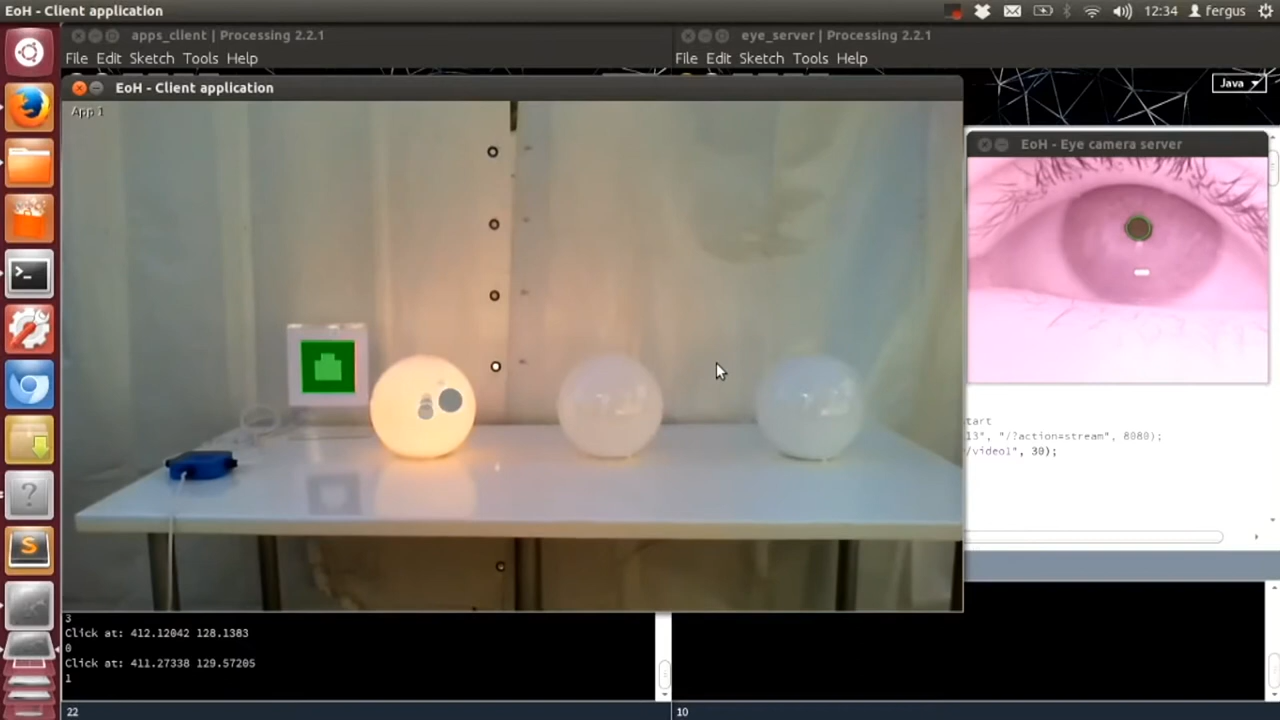 EoH - Client application
12:34
fergus
apps_client | Processing 2.2.1
eye_server | Processing 2.2.1
File Edit Sketch Tools Help
File Edit Sketch Tools Help
EoH - Client application
Java
App 1
EoH - Eye camera server
tart
13", "/?action=stream", 8080);
/video1", 30);
3
Click at: 412.12042 128.1383
0
Click at: 411.27338 129.57205
1
22
10